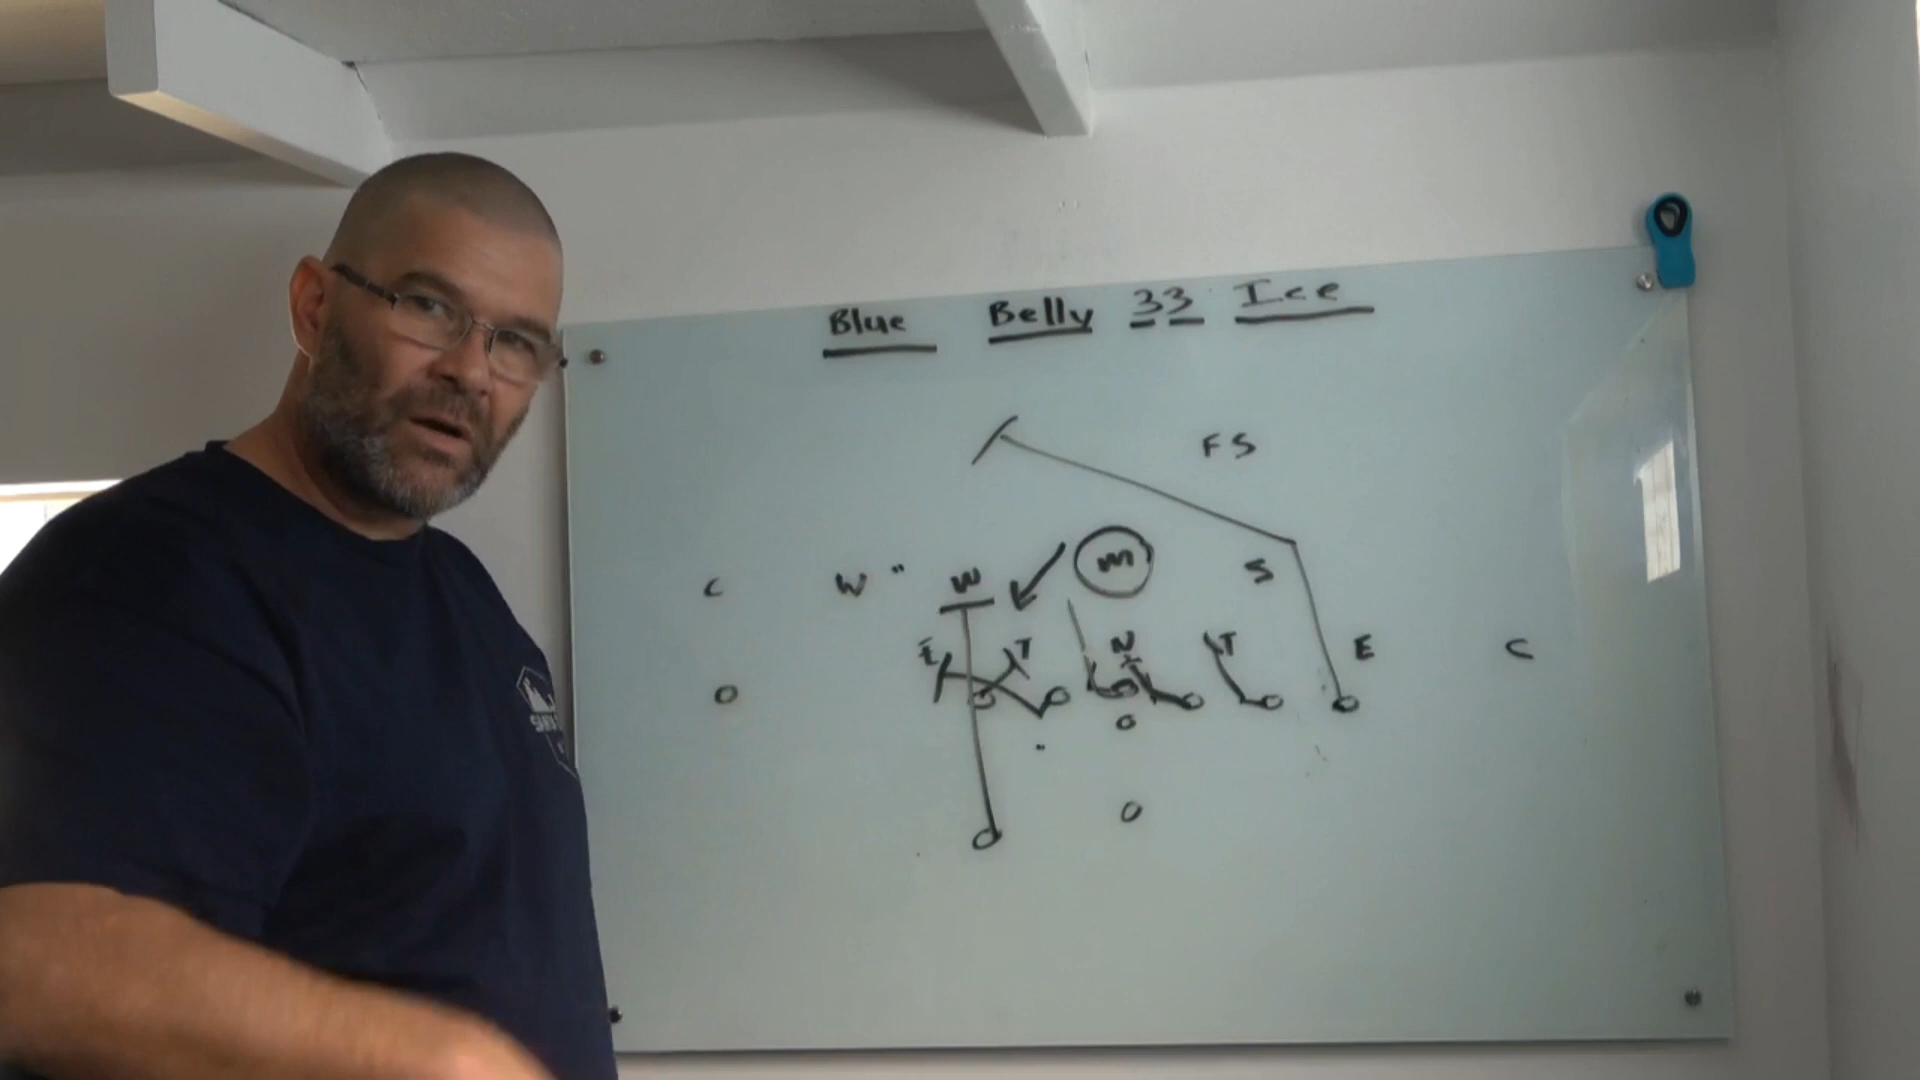 Blue Belly 33 Ice
FS
C W " W M S
E T N T E C
O O O O O O O
O
O O